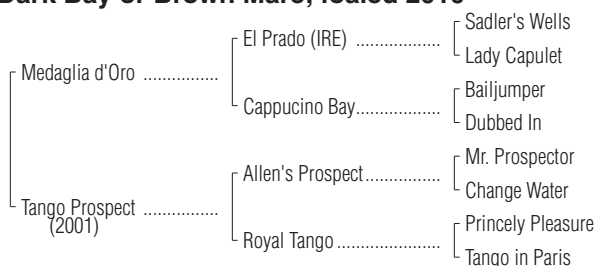 Dark Bay or Brown Mare; foaled
Sadler's Wells
El Prado (IRE) ....................
Lady Capulet
Medaglia d'Oro ................
Bailjumper
Cappucino Bay....................
Dubbed In
Mr. Prospector
Allen's Prospect..................
Change Water
Tango Prospect ................
(2001)
Princely Pleasure
Royal Tango ........................
Tango in Paris